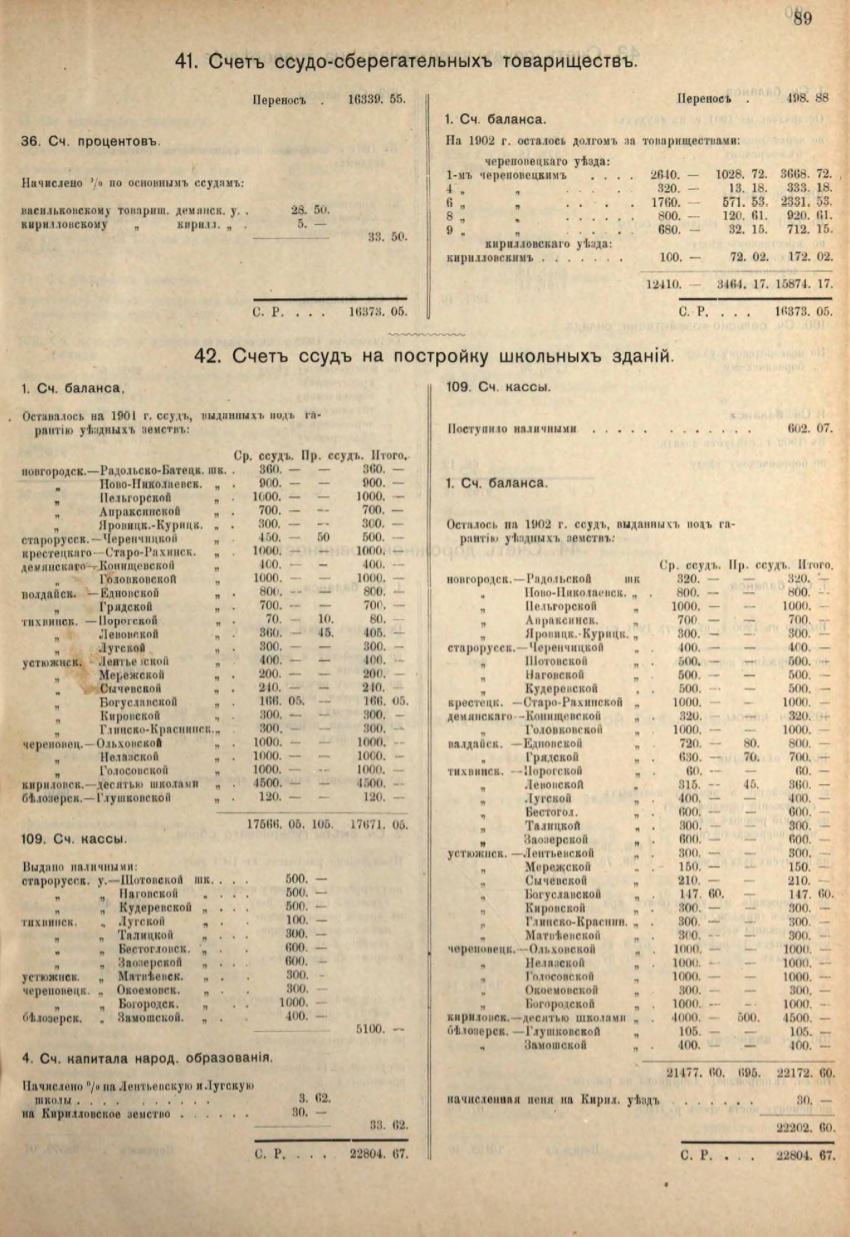 89
41. Счетъ ссудо-сберегательныхъ товариществъ.
Переносъ . 16339. 55.
36. Сч. процентовъ.
Начислено % по основнымъ ссудамъ:
васильковскому товарищ. демянск. у. . 28. 50.
кирилловскому „ кирилл. „ . 5. —
33. 50.
С. Р. . . . 16373. 05.
Переносъ . 498. 88
1. Сч. баланса.
На 1902 г. осталось долгомъ за товариществами:
череповецкаго уѣзда:
1-мъ череповецкимъ . . . . 2640. — 1028. 72. 3668. 72.
4 „ „ . . . . 320. — 13. 18. 333. 18.
6 „ „ . . . . 1760. — 571. 53. 2331. 53.
8 „ „ . . . . . . 800. — 120. 61. 920. 61.
9 „ „ . . . . . 680. — 32. 15. 712. 15.
кирилловскаго уѣзда:
кирилловскимъ . . . . . . . 100. — 72. 02. 172. 02.
12410. — 3464. 17. 15874. 17.
С. Р. . . . 16373. 05.
42. Счетъ ссудъ на постройку школьныхъ зданій.
1. Сч. баланса.
Оставалось на 1901 г. ссудъ, выданныхъ подъ га-
рантію уѣздныхъ земствъ:
Ср. ссудъ. Пр. ссудъ. Итого.
новгородск.—Радольско-Батецк. шк. . 360. — — 360. —
„ Ново-Николаевск. „ . 900. — — 900. —
„ Пельгорской „ 1000. — — 1000. —
„ Апраксинской „ . 700. — — 700. —
„ Яроницк.-Курицк. „ . 300. — — 300. —
старорусск.—Черенчицкой „ . 450. — 50 500. —
крестецкаго—Старо-Рахинск. „ . 1000. — — 1000. —
демянскаго—Конищевской „ . 400. — — 400. —
„ Головковской „ 1000. — — 1000. —
валдайск. —Едновской „ . 800. — — 800. —
„ Грядской „ . 700. — — 700. —
тихвинск. —Порогской „ . 70. — 10. 80. —
„ Леновской „ . 360. — 45. 405. —
„ Лугской „ . 300. — — 300. —
устюжнск. —Лентьевской „ . 400. — — 400. —
„ Мережской „ . 200. — — 200. —
„ Сычевской „ . 240. — — 240. —
„ Богуславской „ . 166. 05. — 166. 05.
„ Кировской „ . 300. — — 300. —
„ Глинско-Краснинск. „ . 300. — — 300. —
череповец.—Ольховской „ . 1000. — — 1000. —
„ Нелазской „ . 1000. — — 1000. —
„ Голосовской „ 1000. — — 1000. —
кириловск.—десятью школами „ . 4500. — — 4500. —
бѣлозерск.—Глушковской „ . 120. — — 120. —
17566. 05. 105. 17671. 05.
109. Сч. кассы.
Выдано наличными:
старорусск. у.—Шотовской шк. . . . 500. —
„ „ Наговской „ . . . 500. —
„ „ Кудеревской „ . . . 500. —
тихвинск. „ Лугской „ . . . 100. —
„ „ Талицкой „ . . . 300. —
„ „ Бестоголовск. „ . . . 600. —
„ „ Заозерской „ . . . 600. —
устюжнск. „ Матвѣевск. „ . . . 300. —
череповецк. „ Окоемовск. „ . . 300. —
„ „ Богородск. „ . . 1000. —
бѣлозерск. „ Замошской. „ . . 400. —
5100. —
4. Сч. капитала народ. образованія.
Начислено % на Лентьевскую и Лугскую
школы . . . . . . . . . . 3. 62.
на Кирилловское земство . . . . . . 30. —
33. 62.
С. Р. . . . . 22804. 67.
109. Сч. кассы.
Поступило наличными . . . . . . . . . . . . 602. 07.
1. Сч. баланса.
Осталось на 1902 г. ссудъ, выданныхъ подъ га-
рантію уѣздныхъ земствъ:
Ср. ссудъ. Пр. ссудъ. Итого.
новгородск.—Радольской шк 320. — — 320. —
„ Ново-Николаевск. „ . 800. — — 800. —
„ Пельгорской „ 1000. — — 1000. —
„ Апраксинск. „ . 700 — — 700. —
„ Яроницк.-Курицк. „ . 300. — — 300. —
старорусск.—Черенчицкой „ . 400. — — 400. —
„ Шотовской „ . 500. — — 500. —
„ Наговской „ . 500. — — 500. —
„ Кудеревской „ . 500. — — 500. —
крестецк. —Старо-Рахинской „ 1000. — — 1000. —
демянскаго—Конищевской „ . 320. — — 320. —
„ Головковской „ 1000. — — 1000. —
валдайск. —Едновской „ . 720. — 80. 800. —
„ Грядской „ . 630. — 70. 700. —
тихвинск. —Порогской „ . 60. — — 60. —
„ Леновской „ . 315. — 45. 360. —
„ Лугской „ . 400. — — 400. —
„ Бестогол. „ . 600. — — 600. —
„ Талицкой „ . 300. — — 300. —
„ Заозерской „ . 600. — — 600. —
устюжнск. —Лентьевской „ . 300. — — 300. —
„ Мережской „ . 150. — — 150. —
„ Сычевской „ . 210. — — 210. —
„ Богуславской „ . 147. 60. — 147. 60.
„ Кировской „ . 300. — — 300. —
„ Глинско-Краснин. „ . 300. — — 300. —
„ Матвѣевской „ . 300. — — 300. —
череповецк. —Ольховской „ . 1000. — — 1000. —
„ Нелазской „ . 1000. — — 1000. —
„ Голосовской „ 1000. — — 1000. —
„ Окоемовской „ . 300. — — 300. —
„ Богородской „ 1000. — — 1000. —
кириловск.—десятью школами „ . 4000. — 500. 4500. —
бѣлозерск. —Глушковской „ 105. — — 105. —
„ Замошской „ . 400. — — 400. —
21477. 60. 695. 22172. 60.
начисленная пеня на Кирил. уѣздъ . . . . . . . 30. —
22202. 60.
С. Р. . . . 22804. 67.